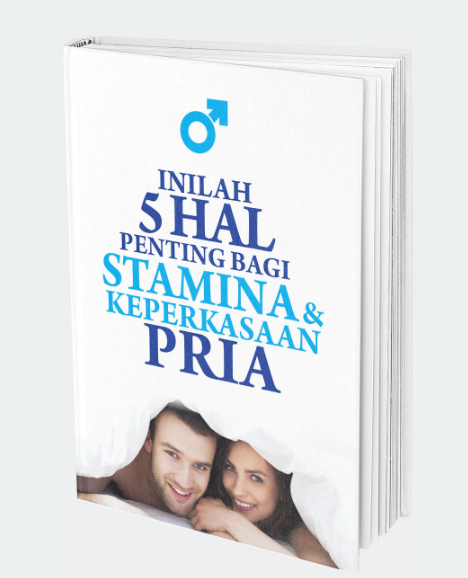 INILAH
5 HAL
PENTING BAGI
STAMINA &
KEPERKASAAN
PRIA